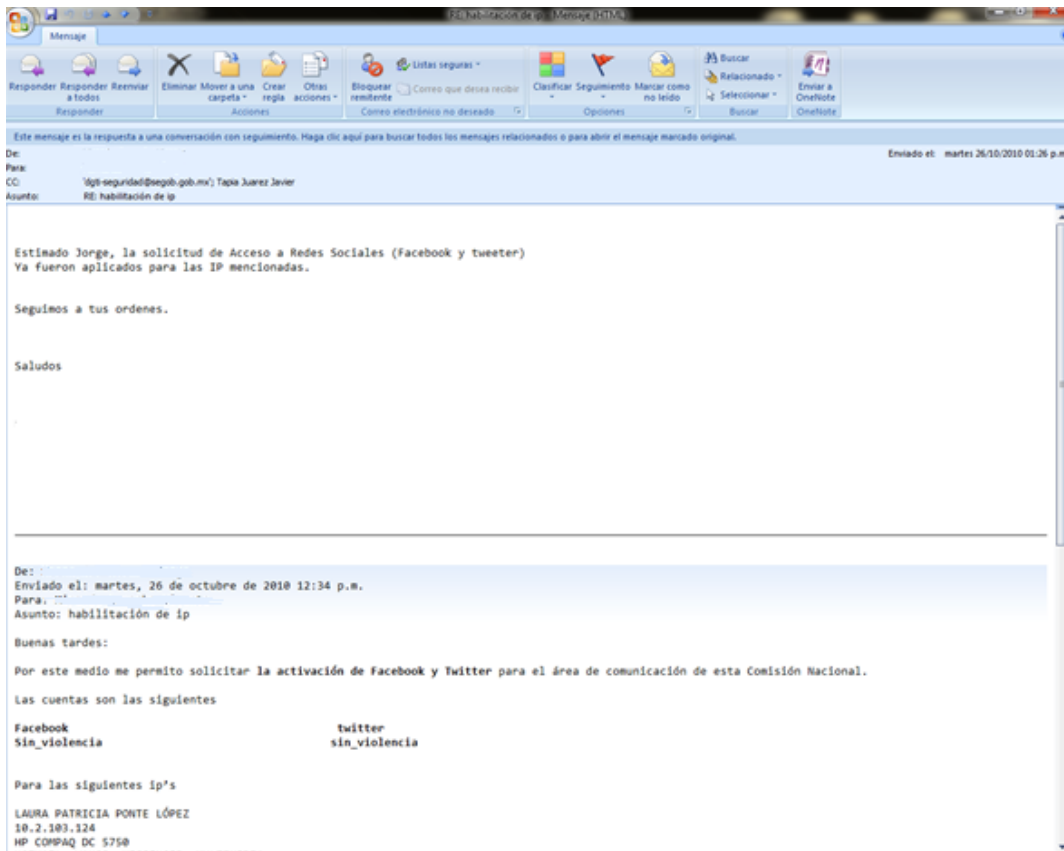 RE: habilitación de ip - Mensaje (HTML)
Mensaje
Responder Responder a todos Reenviar
Responder
Eliminar Mover a una carpeta Crear regla Otras acciones
Acciones
Bloquear remitente Listas seguras Correo que desea recibir
Correo electrónico no deseado
Clasificar Seguimiento Marcar como no leído
Opciones
Buscar
Relacionado
Seleccionar
Buscar
Enviar a OneNote
OneNote
Este mensaje es la respuesta a una conversación con seguimiento. Haga clic aquí para buscar todos los mensajes relacionados o para abrir el mensaje marcado original.
De: Enviado el: martes 26/10/2010 01:26 p.m
Para:
CC: 'dgti-seguridad@segob.gob.mx'; Tapia Juarez Javier
Asunto: RE: habilitación de ip
Estimado Jorge, la solicitud de Acceso a Redes Sociales (Facebook y tweeter)
Ya fueron aplicados para las IP mencionadas.
Seguimos a tus ordenes.
Saludos
De:
Enviado el: martes, 26 de octubre de 2010 12:34 p.m.
Para:
Asunto: habilitación de ip
Buenas tardes:
Por este medio me permito solicitar la activación de Facebook y Twitter para el área de comunicación de esta Comisión Nacional.
Las cuentas son las siguientes
Facebook twitter
Sin_violencia sin_violencia
Para las siguientes ip's
LAURA PATRICIA PONTE LÓPEZ
10.2.103.124
HP COMPAQ DC 5750